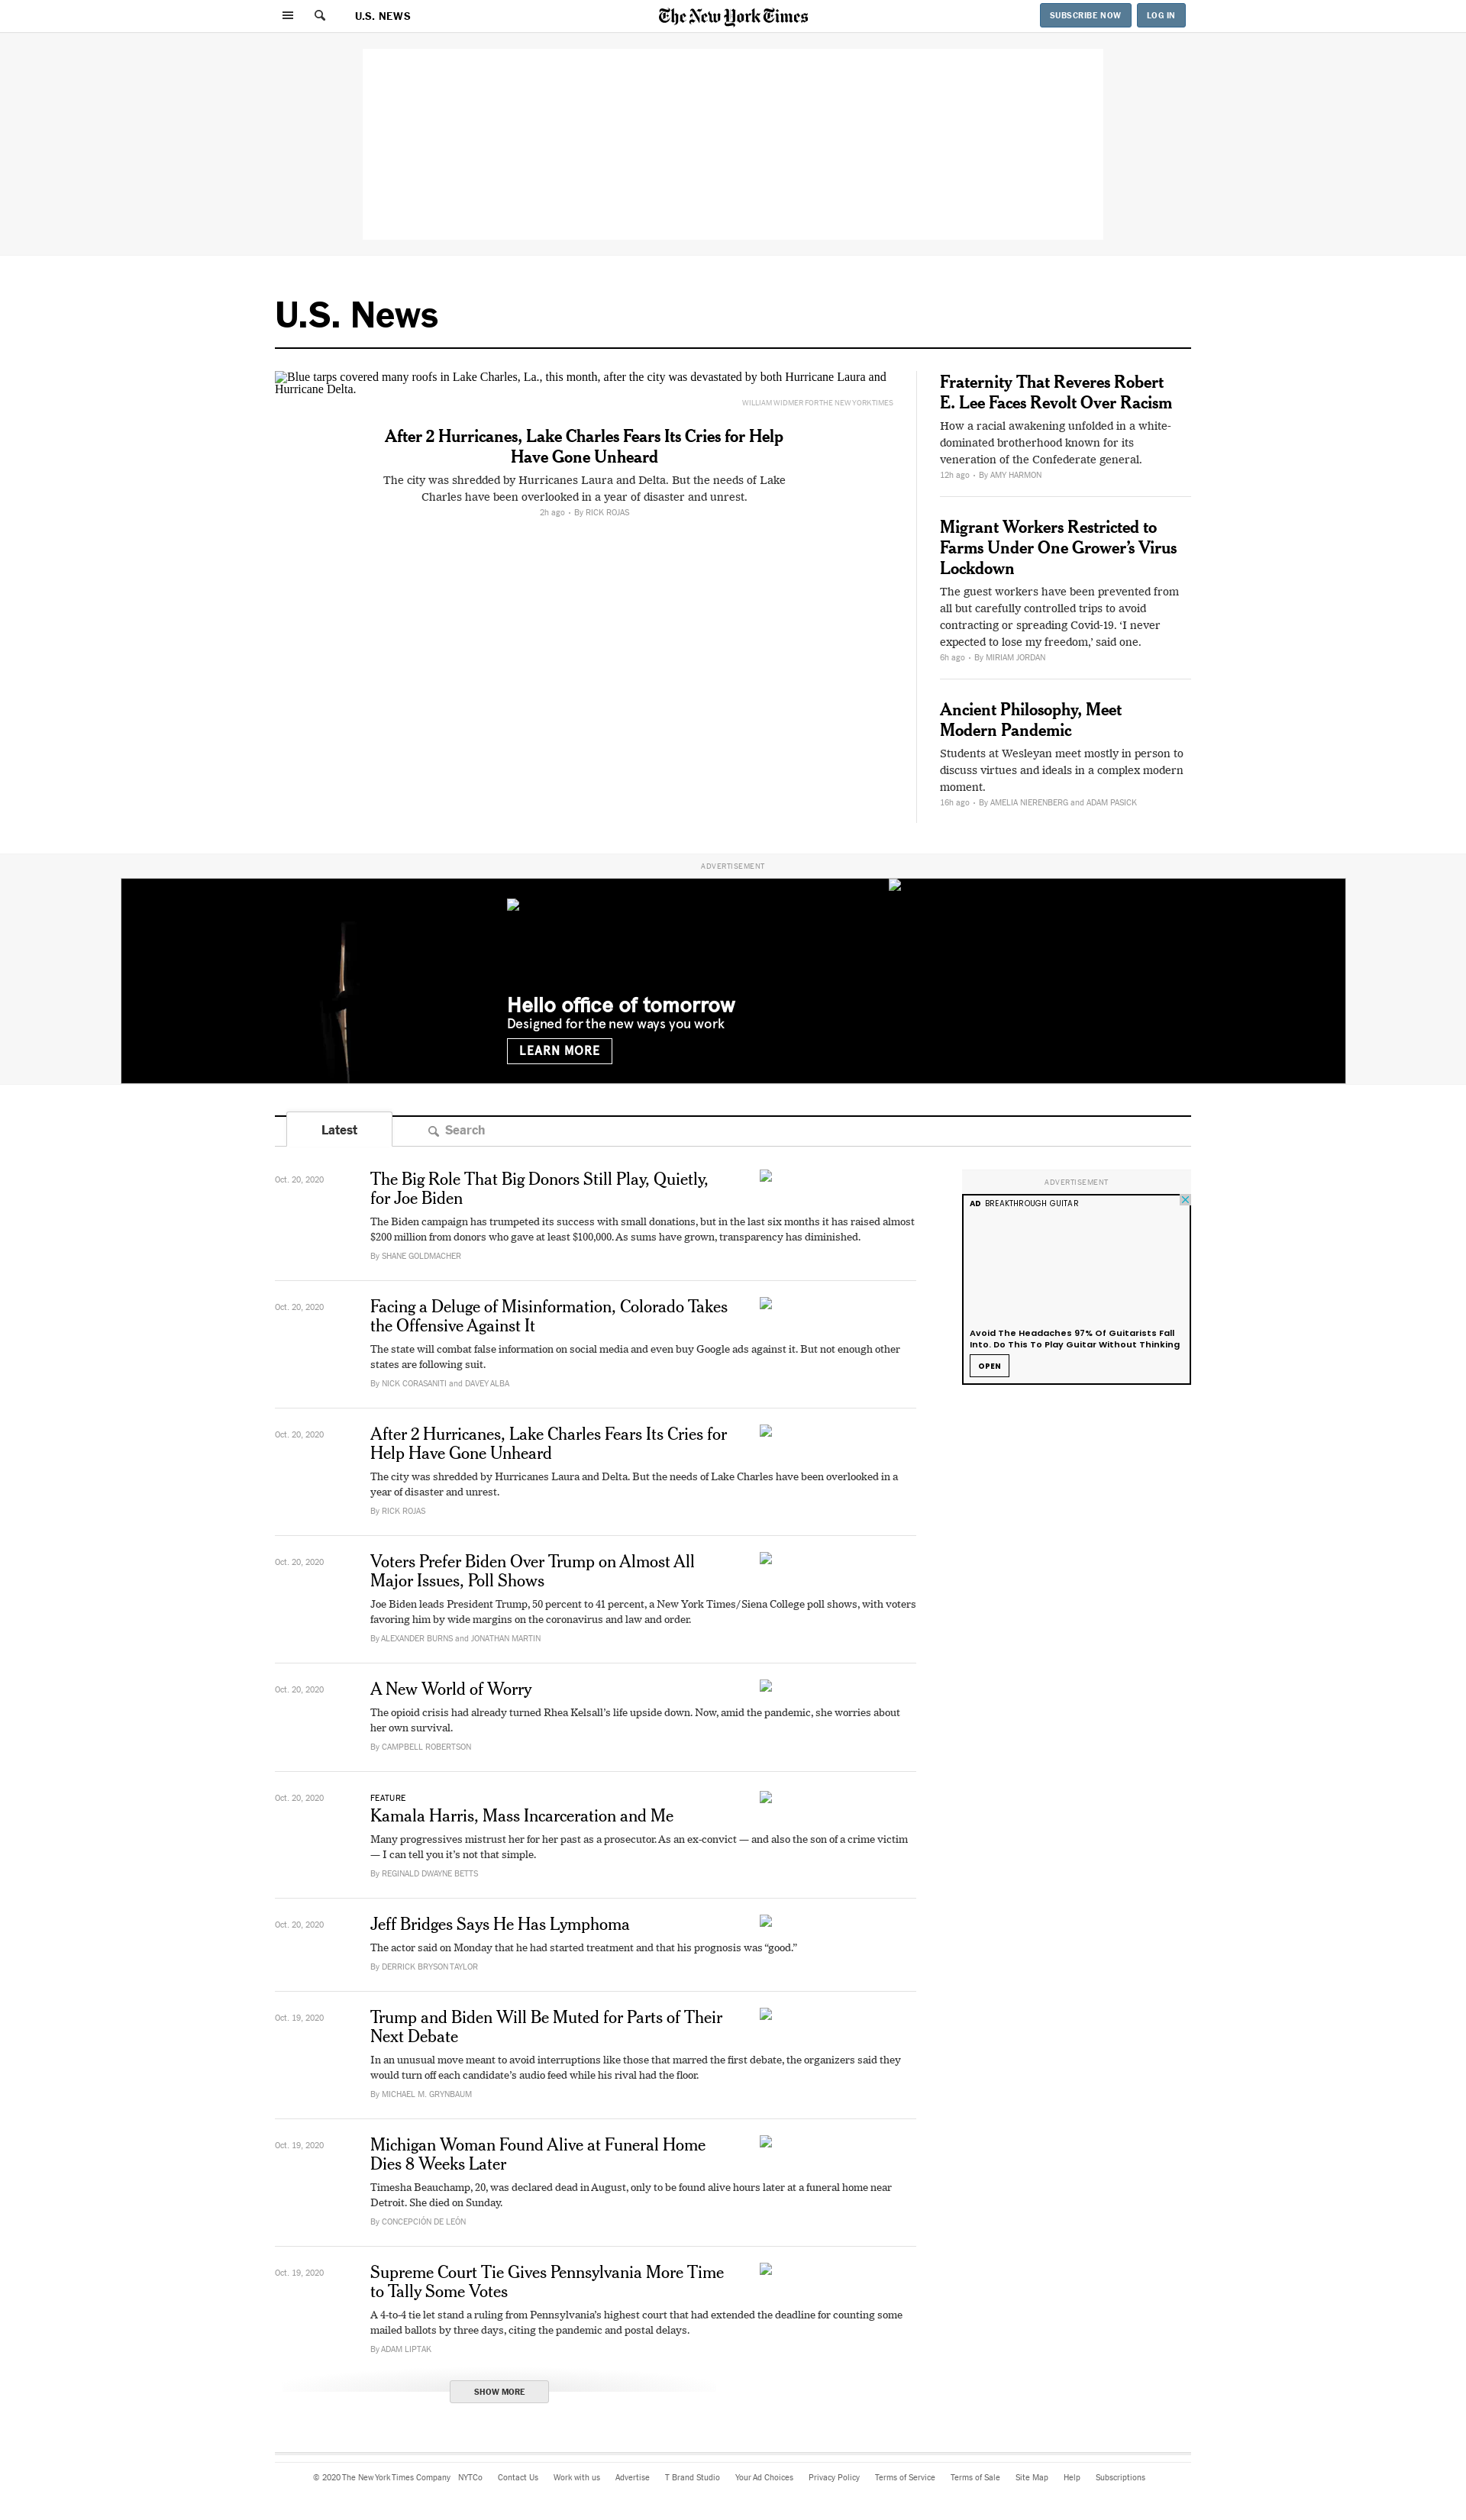 U.S. NEWS
The New York Times
SUBSCRIBE NOW
LOG IN
U.S. News
Blue tarps covered many roofs in Lake Charles, La., this month, after the city was devastated by both Hurricane Laura and
Hurricane Delta.
WILLIAM WIDMER FOR THE NEW YORK TIMES
After 2 Hurricanes, Lake Charles Fears Its Cries for Help
Have Gone Unheard
The city was shredded by Hurricanes Laura and Delta. But the needs of Lake
Charles have been overlooked in a year of disaster and unrest.
2h ago • By RICK ROJAS
Fraternity That Reveres Robert
E. Lee Faces Revolt Over Racism
How a racial awakening unfolded in a white-
dominated brotherhood known for its
veneration of the Confederate general.
12h ago • By AMY HARMON
Migrant Workers Restricted to
Farms Under One Grower’s Virus
Lockdown
The guest workers have been prevented from
all but carefully controlled trips to avoid
contracting or spreading Covid-19. ‘I never
expected to lose my freedom,’ said one.
6h ago • By MIRIAM JORDAN
Ancient Philosophy, Meet
Modern Pandemic
Students at Wesleyan meet mostly in person to
discuss virtues and ideals in a complex modern
moment.
16h ago • By AMELIA NIERENBERG and ADAM PASICK
ADVERTISEMENT
Hello office of tomorrow
Designed for the new ways you work
LEARN MORE
Latest
Search
Oct. 20, 2020
The Big Role That Big Donors Still Play, Quietly,
for Joe Biden
The Biden campaign has trumpeted its success with small donations, but in the last six months it has raised almost
$200 million from donors who gave at least $100,000. As sums have grown, transparency has diminished.
By SHANE GOLDMACHER
ADVERTISEMENT
AD BREAKTHROUGH GUITAR
Avoid The Headaches 97% Of Guitarists Fall
Into. Do This To Play Guitar Without Thinking
OPEN
Oct. 20, 2020
Facing a Deluge of Misinformation, Colorado Takes
the Offensive Against It
The state will combat false information on social media and even buy Google ads against it. But not enough other
states are following suit.
By NICK CORASANITI and DAVEY ALBA
Oct. 20, 2020
After 2 Hurricanes, Lake Charles Fears Its Cries for
Help Have Gone Unheard
The city was shredded by Hurricanes Laura and Delta. But the needs of Lake Charles have been overlooked in a
year of disaster and unrest.
By RICK ROJAS
Oct. 20, 2020
Voters Prefer Biden Over Trump on Almost All
Major Issues, Poll Shows
Joe Biden leads President Trump, 50 percent to 41 percent, a New York Times/Siena College poll shows, with voters
favoring him by wide margins on the coronavirus and law and order.
By ALEXANDER BURNS and JONATHAN MARTIN
Oct. 20, 2020
A New World of Worry
The opioid crisis had already turned Rhea Kelsall’s life upside down. Now, amid the pandemic, she worries about
her own survival.
By CAMPBELL ROBERTSON
Oct. 20, 2020
FEATURE
Kamala Harris, Mass Incarceration and Me
Many progressives mistrust her for her past as a prosecutor. As an ex-convict — and also the son of a crime victim
— I can tell you it’s not that simple.
By REGINALD DWAYNE BETTS
Oct. 20, 2020
Jeff Bridges Says He Has Lymphoma
The actor said on Monday that he had started treatment and that his prognosis was “good.”
By DERRICK BRYSON TAYLOR
Oct. 19, 2020
Trump and Biden Will Be Muted for Parts of Their
Next Debate
In an unusual move meant to avoid interruptions like those that marred the first debate, the organizers said they
would turn off each candidate’s audio feed while his rival had the floor.
By MICHAEL M. GRYNBAUM
Oct. 19, 2020
Michigan Woman Found Alive at Funeral Home
Dies 8 Weeks Later
Timesha Beauchamp, 20, was declared dead in August, only to be found alive hours later at a funeral home near
Detroit. She died on Sunday.
By CONCEPCIÓN DE LEÓN
Oct. 19, 2020
Supreme Court Tie Gives Pennsylvania More Time
to Tally Some Votes
A 4-to-4 tie let stand a ruling from Pennsylvania’s highest court that had extended the deadline for counting some
mailed ballots by three days, citing the pandemic and postal delays.
By ADAM LIPTAK
SHOW MORE
© 2020 The New York Times Company NYTCo Contact Us Work with us Advertise T Brand Studio Your Ad Choices Privacy Policy Terms of Service Terms of Sale Site Map Help Subscriptions